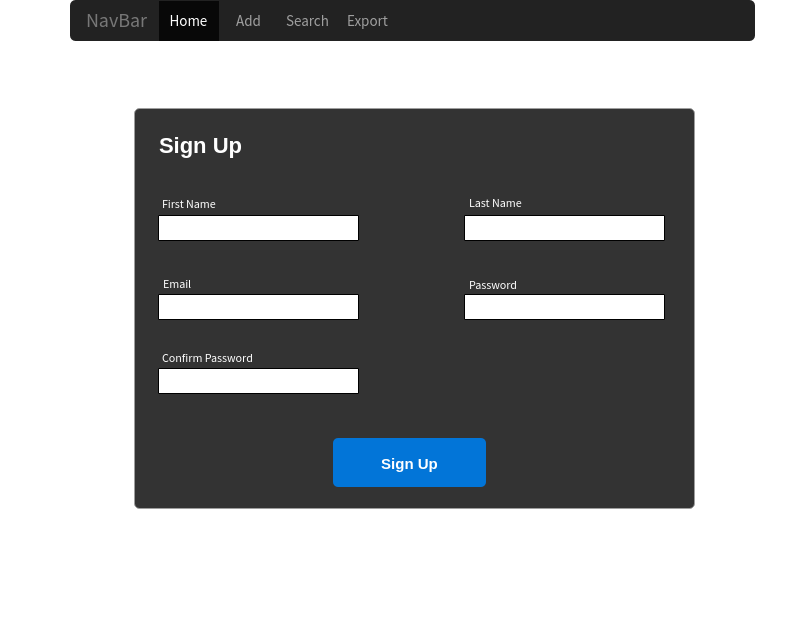 NavBar Home Add Search Export
Sign Up
First Name Last Name
Email Password
Confirm Password
Sign Up